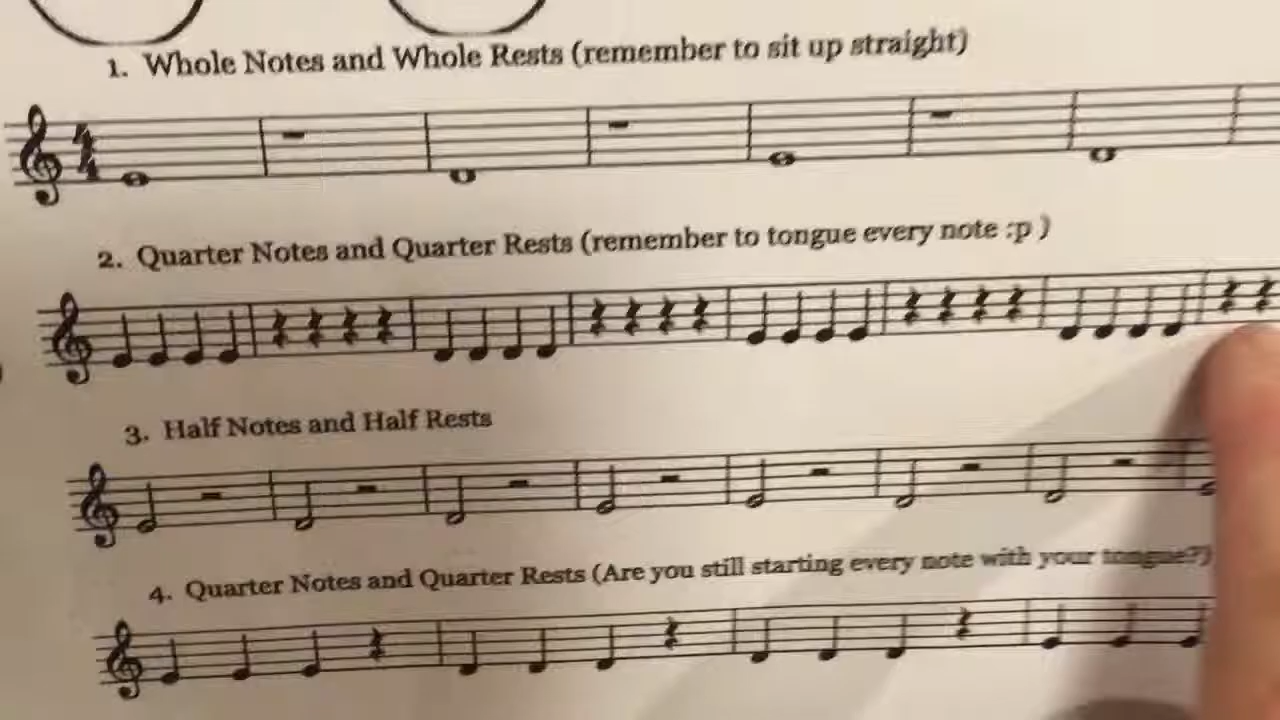 1. Whole Notes and Whole Rests (remember to sit up straight)
4
4
2. Quarter Notes and Quarter Rests (remember to tongue every note :p )
3. Half Notes and Half Rests
4. Quarter Notes and Quarter Rests (Are you still starting every note with your tongue?)